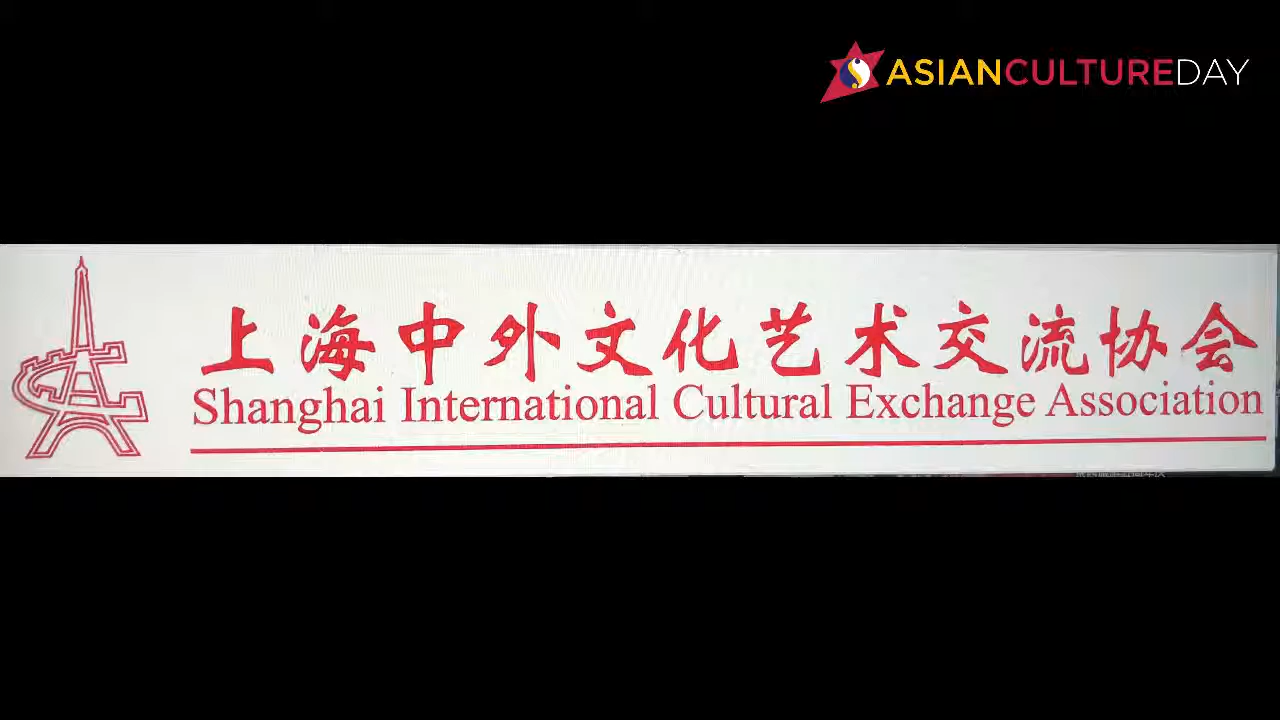 ASIANCULTUREDAY
上海中外文化艺术交流协会
Shanghai International Cultural Exchange Association